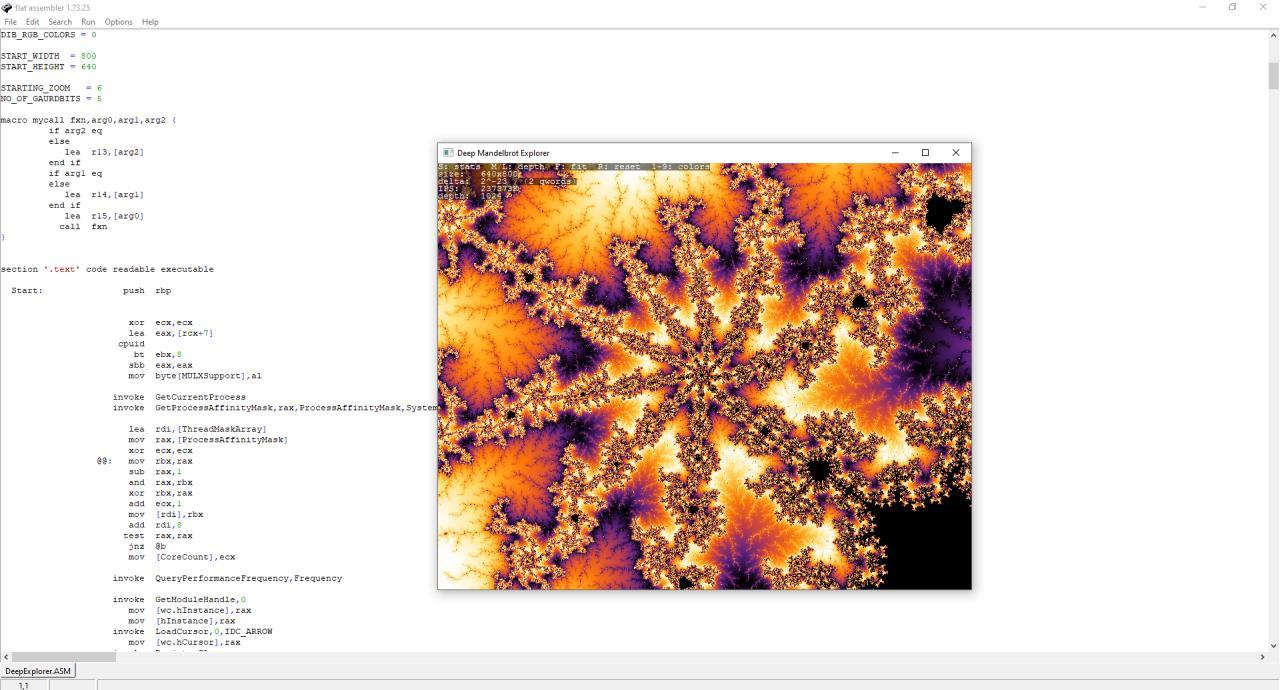 flat assembler 1.73.25
File Edit Search Run Options Help
DIB_RGB_COLORS = 0
START_WIDTH = 800
START_HEIGHT = 640
STARTING_ZOOM = 6
NO_OF_GAURDBITS = 5
macro mycall fxn,arg0,arg1,arg2 {
if arg2 eq
else
lea r13,[arg2]
end if
if arg1 eq
else
lea r14,[arg1]
end if
lea r15,[arg0]
call fxn
}
section '.text' code readable executable
Start: push rbp
xor ecx,ecx
lea eax,[rcx+7]
cpuid
bt ebx,8
sbb eax,eax
mov byte[MULXSupport],al
invoke GetCurrentProcess
invoke GetProcessAffinityMask,rax,ProcessAffinityMask,System
lea rdi,[ThreadMaskArray]
mov rax,[ProcessAffinityMask]
xor ecx,ecx
@@: mov rbx,rax
sub rax,1
and rax,rbx
xor rbx,rax
add ecx,1
mov [rdi],rbx
add rdi,8
test rax,rax
jnz @b
mov [CoreCount],ecx
invoke QueryPerformanceFrequency,Frequency
invoke GetModuleHandle,0
mov [wc.hInstance],rax
mov [hInstance],rax
invoke LoadCursor,0,IDC_ARROW
mov [wc.hCursor],rax
Deep Mandelbrot Explorer
S: stats M/L: depth F: fit R: reset 1-9: colors
size: 640x800
delta: 2^-23 (2 qwords)
IPS:
depth: 1024
DeepExplorer.ASM
1,1